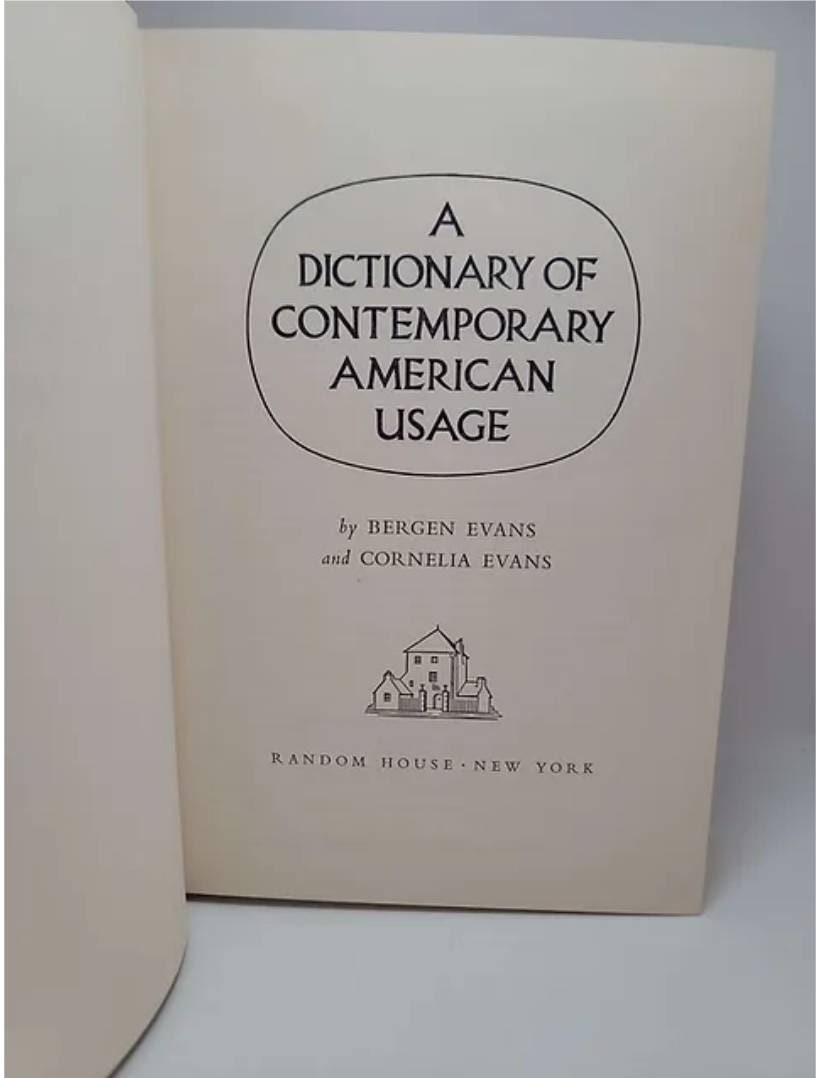 A
DICTIONARY OF
CONTEMPORARY
AMERICAN
USAGE
by BERGEN EVANS
and CORNELIA EVANS
RANDOM HOUSE · NEW YORK